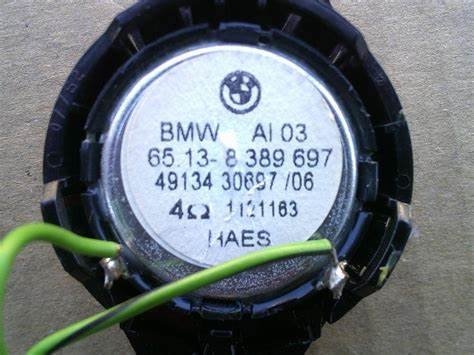 BMW AI 03
65.13- 8 389 697
49134 30697 /06
4Ω 1121163
HAES